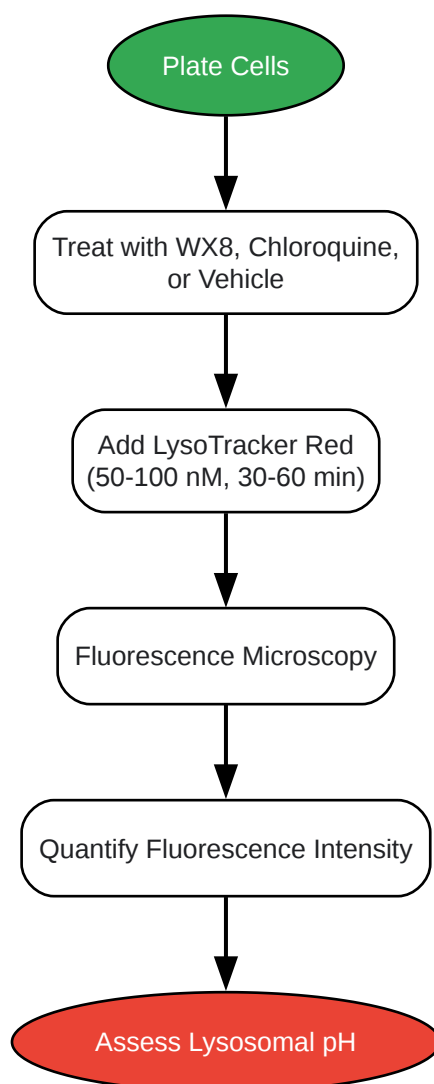 Plate Cells
Treat with WX8, Chloroquine,
or Vehicle
Add LysoTracker Red
(50-100 nM, 30-60 min)
Fluorescence Microscopy
Quantify Fluorescence Intensity
Assess Lysosomal pH